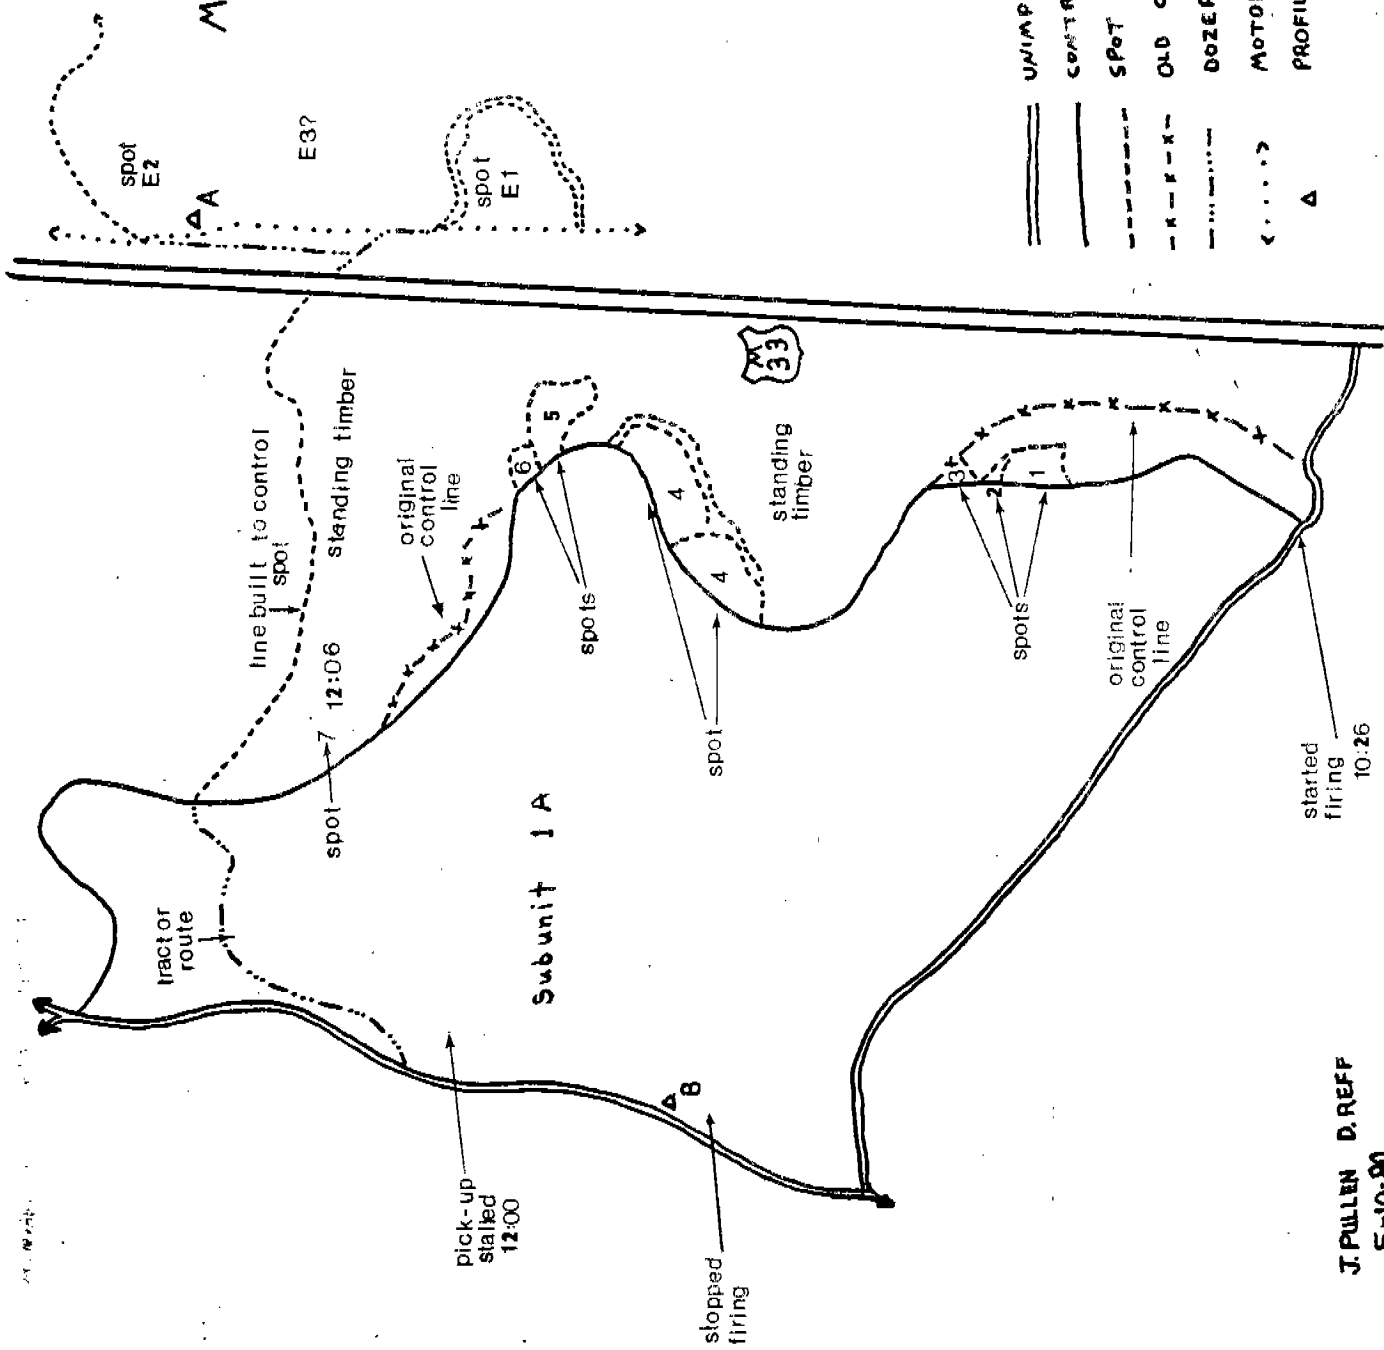 M
spot
E2
A
E3?
spot
E1
UNIMP
CONTR
SPOT
OLD C
DOZER
MOTO
PROFIL
line built to control
spot
standing timber
12:06
spot
7
original
control
line
6
5
spots
4
4
spot
M
33
standing
timber
3
2
1
spots
original
control
line
tractor
route
Subunit 1A
started
firing
10:26
pick-up
stalled
12:00
B
stopped
firing
J. PULLEN D. REFF
5-10-80